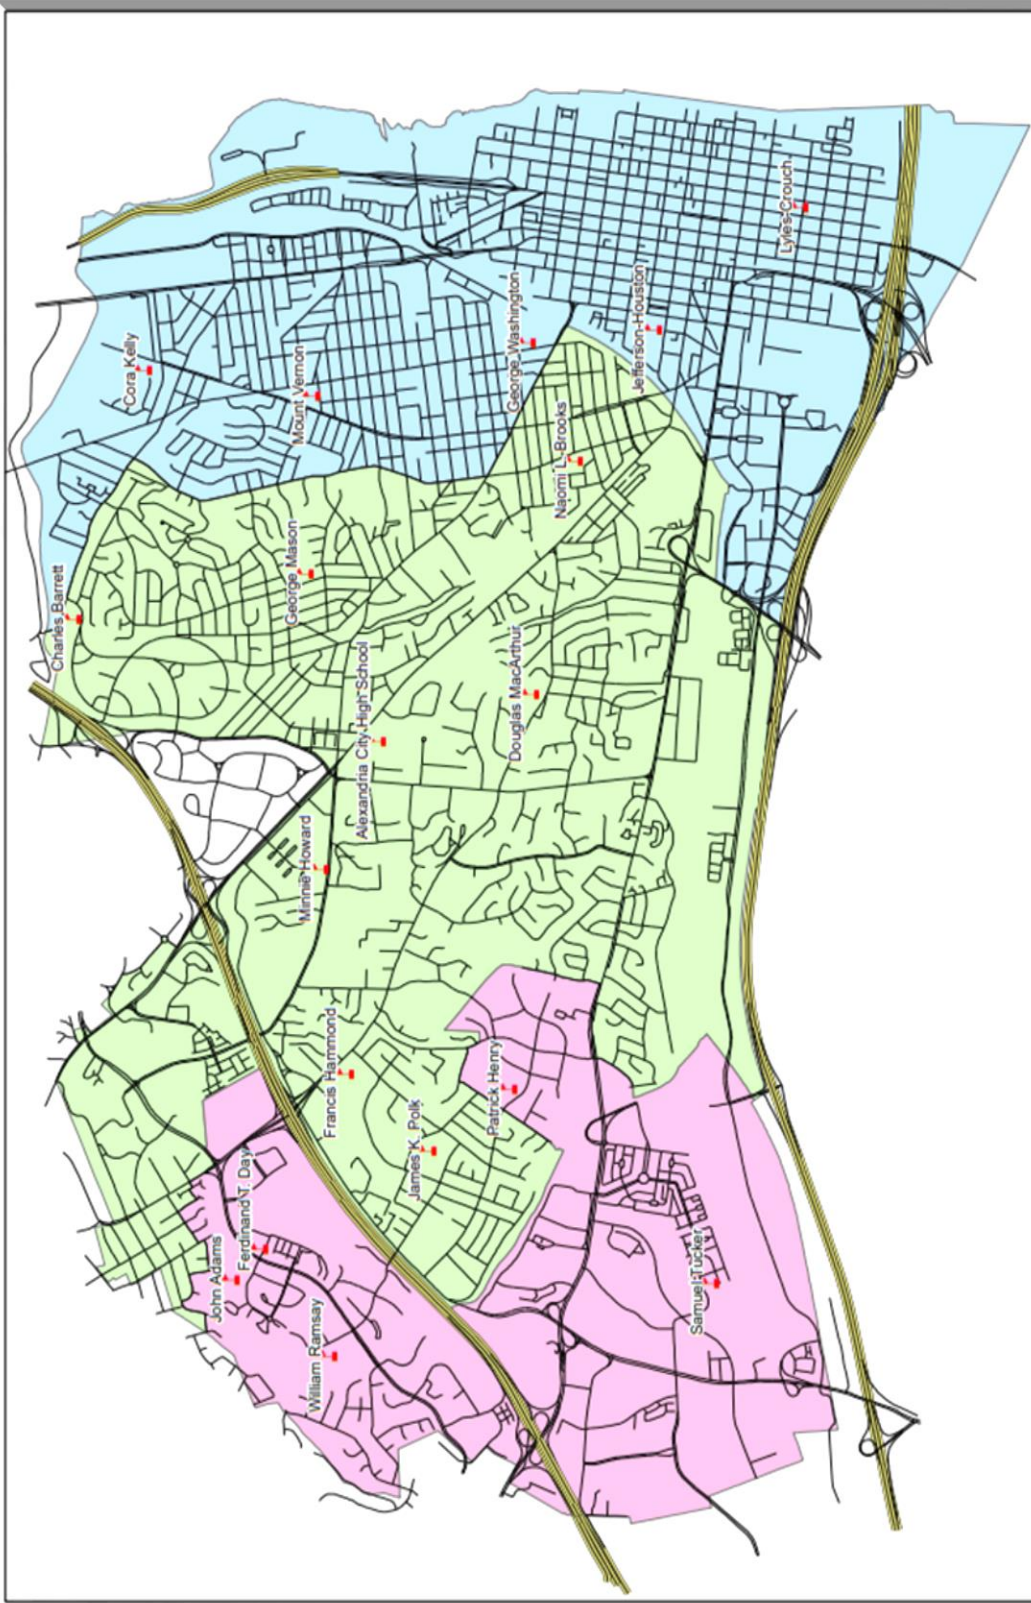 Cora Kelly
Mount Vernon
George Washington
Jefferson-Houston
Lyles-Crouch
Naomi L. Brooks
Charles Barrett
George Mason
Alexandria City High School
Douglas MacArthur
Minnie Howard
Francis Hammond
James K. Polk
Patrick Henry
John Adams
Ferdinand T. Day
William Ramsay
Samuel Tucker